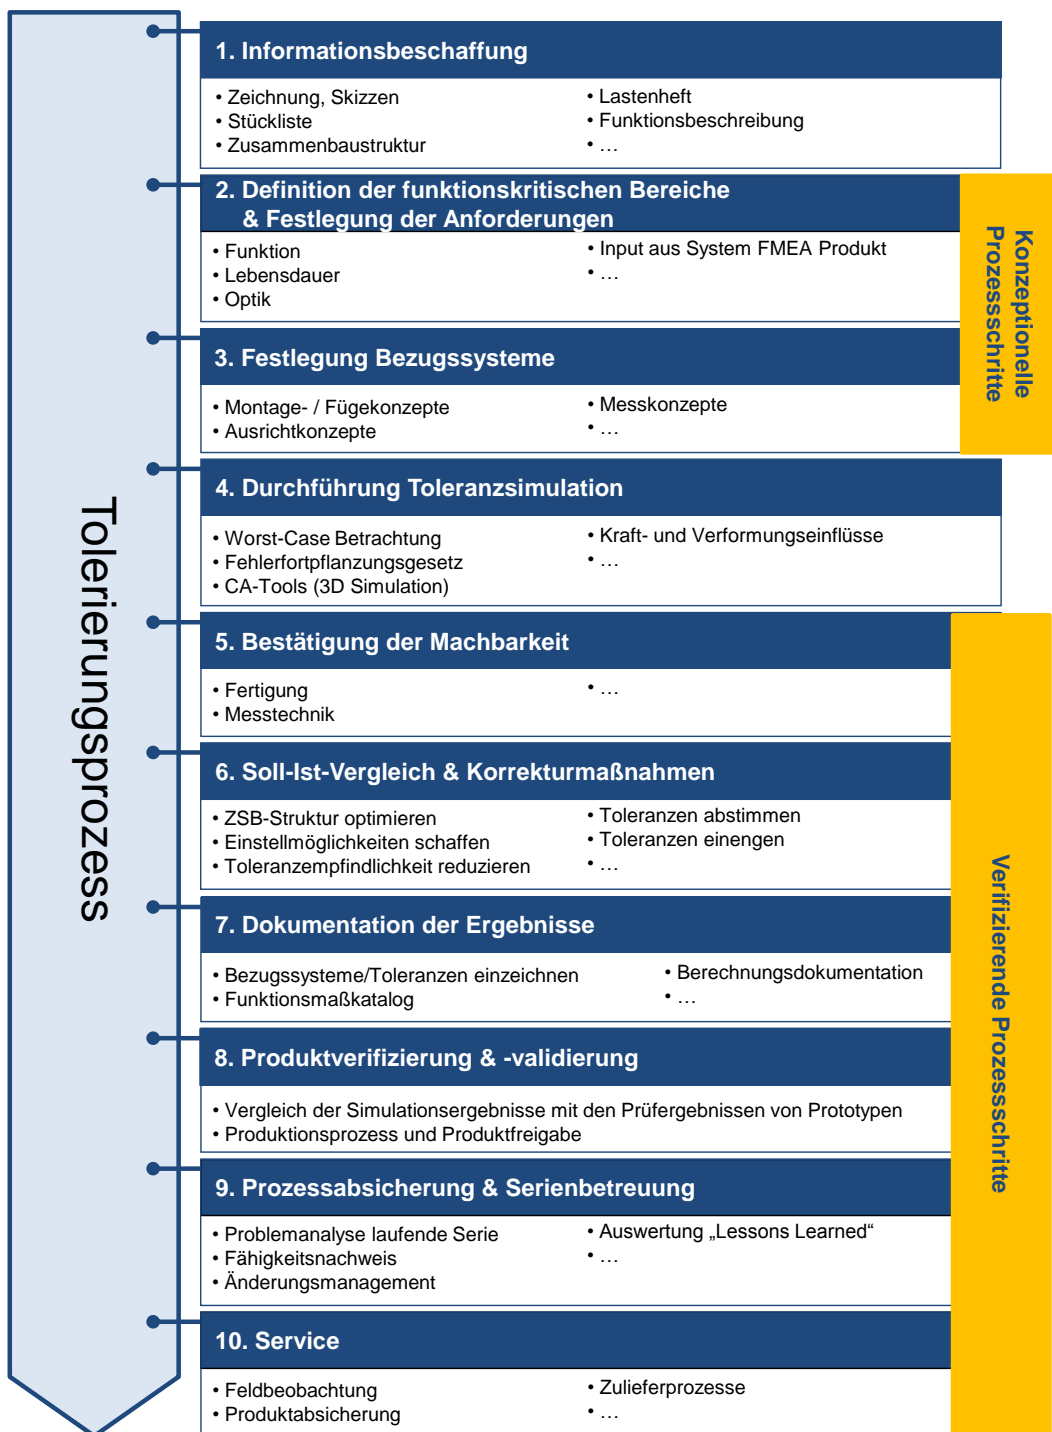 Tolerierungsprozess
1. Informationsbeschaffung
• Zeichnung, Skizzen
• Stückliste
• Zusammenbaustruktur
• Lastenheft
• Funktionsbeschreibung
• …
2. Definition der funktionskritischen Bereiche
& Festlegung der Anforderungen
• Funktion
• Lebensdauer
• Optik
• Input aus System FMEA Produkt
• …
3. Festlegung Bezugssysteme
• Montage- / Fügekonzepte
• Ausrichtkonzepte
• Messkonzepte
• …
Konzeptionelle
Prozessschritte
4. Durchführung Toleranzsimulation
• Worst-Case Betrachtung
• Fehlerfortpflanzungsgesetz
• CA-Tools (3D Simulation)
• Kraft- und Verformungseinflüsse
• …
5. Bestätigung der Machbarkeit
• Fertigung
• Messtechnik
• …
6. Soll-Ist-Vergleich & Korrekturmaßnahmen
• ZSB-Struktur optimieren
• Einstellmöglichkeiten schaffen
• Toleranzempfindlichkeit reduzieren
• Toleranzen abstimmen
• Toleranzen einengen
• …
7. Dokumentation der Ergebnisse
• Bezugssysteme/Toleranzen einzeichnen
• Funktionsmaßkatalog
• Berechnungsdokumentation
• …
8. Produktverifizierung & -validierung
• Vergleich der Simulationsergebnisse mit den Prüfergebnissen von Prototypen
• Produktionsprozess und Produktfreigabe
9. Prozessabsicherung & Serienbetreuung
• Problemanalyse laufende Serie
• Fähigkeitsnachweis
• Änderungsmanagement
• Auswertung „Lessons Learned“
• …
10. Service
• Feldbeobachtung
• Produktabsicherung
• Zulieferprozesse
• …
Verifizierende Prozessschritte